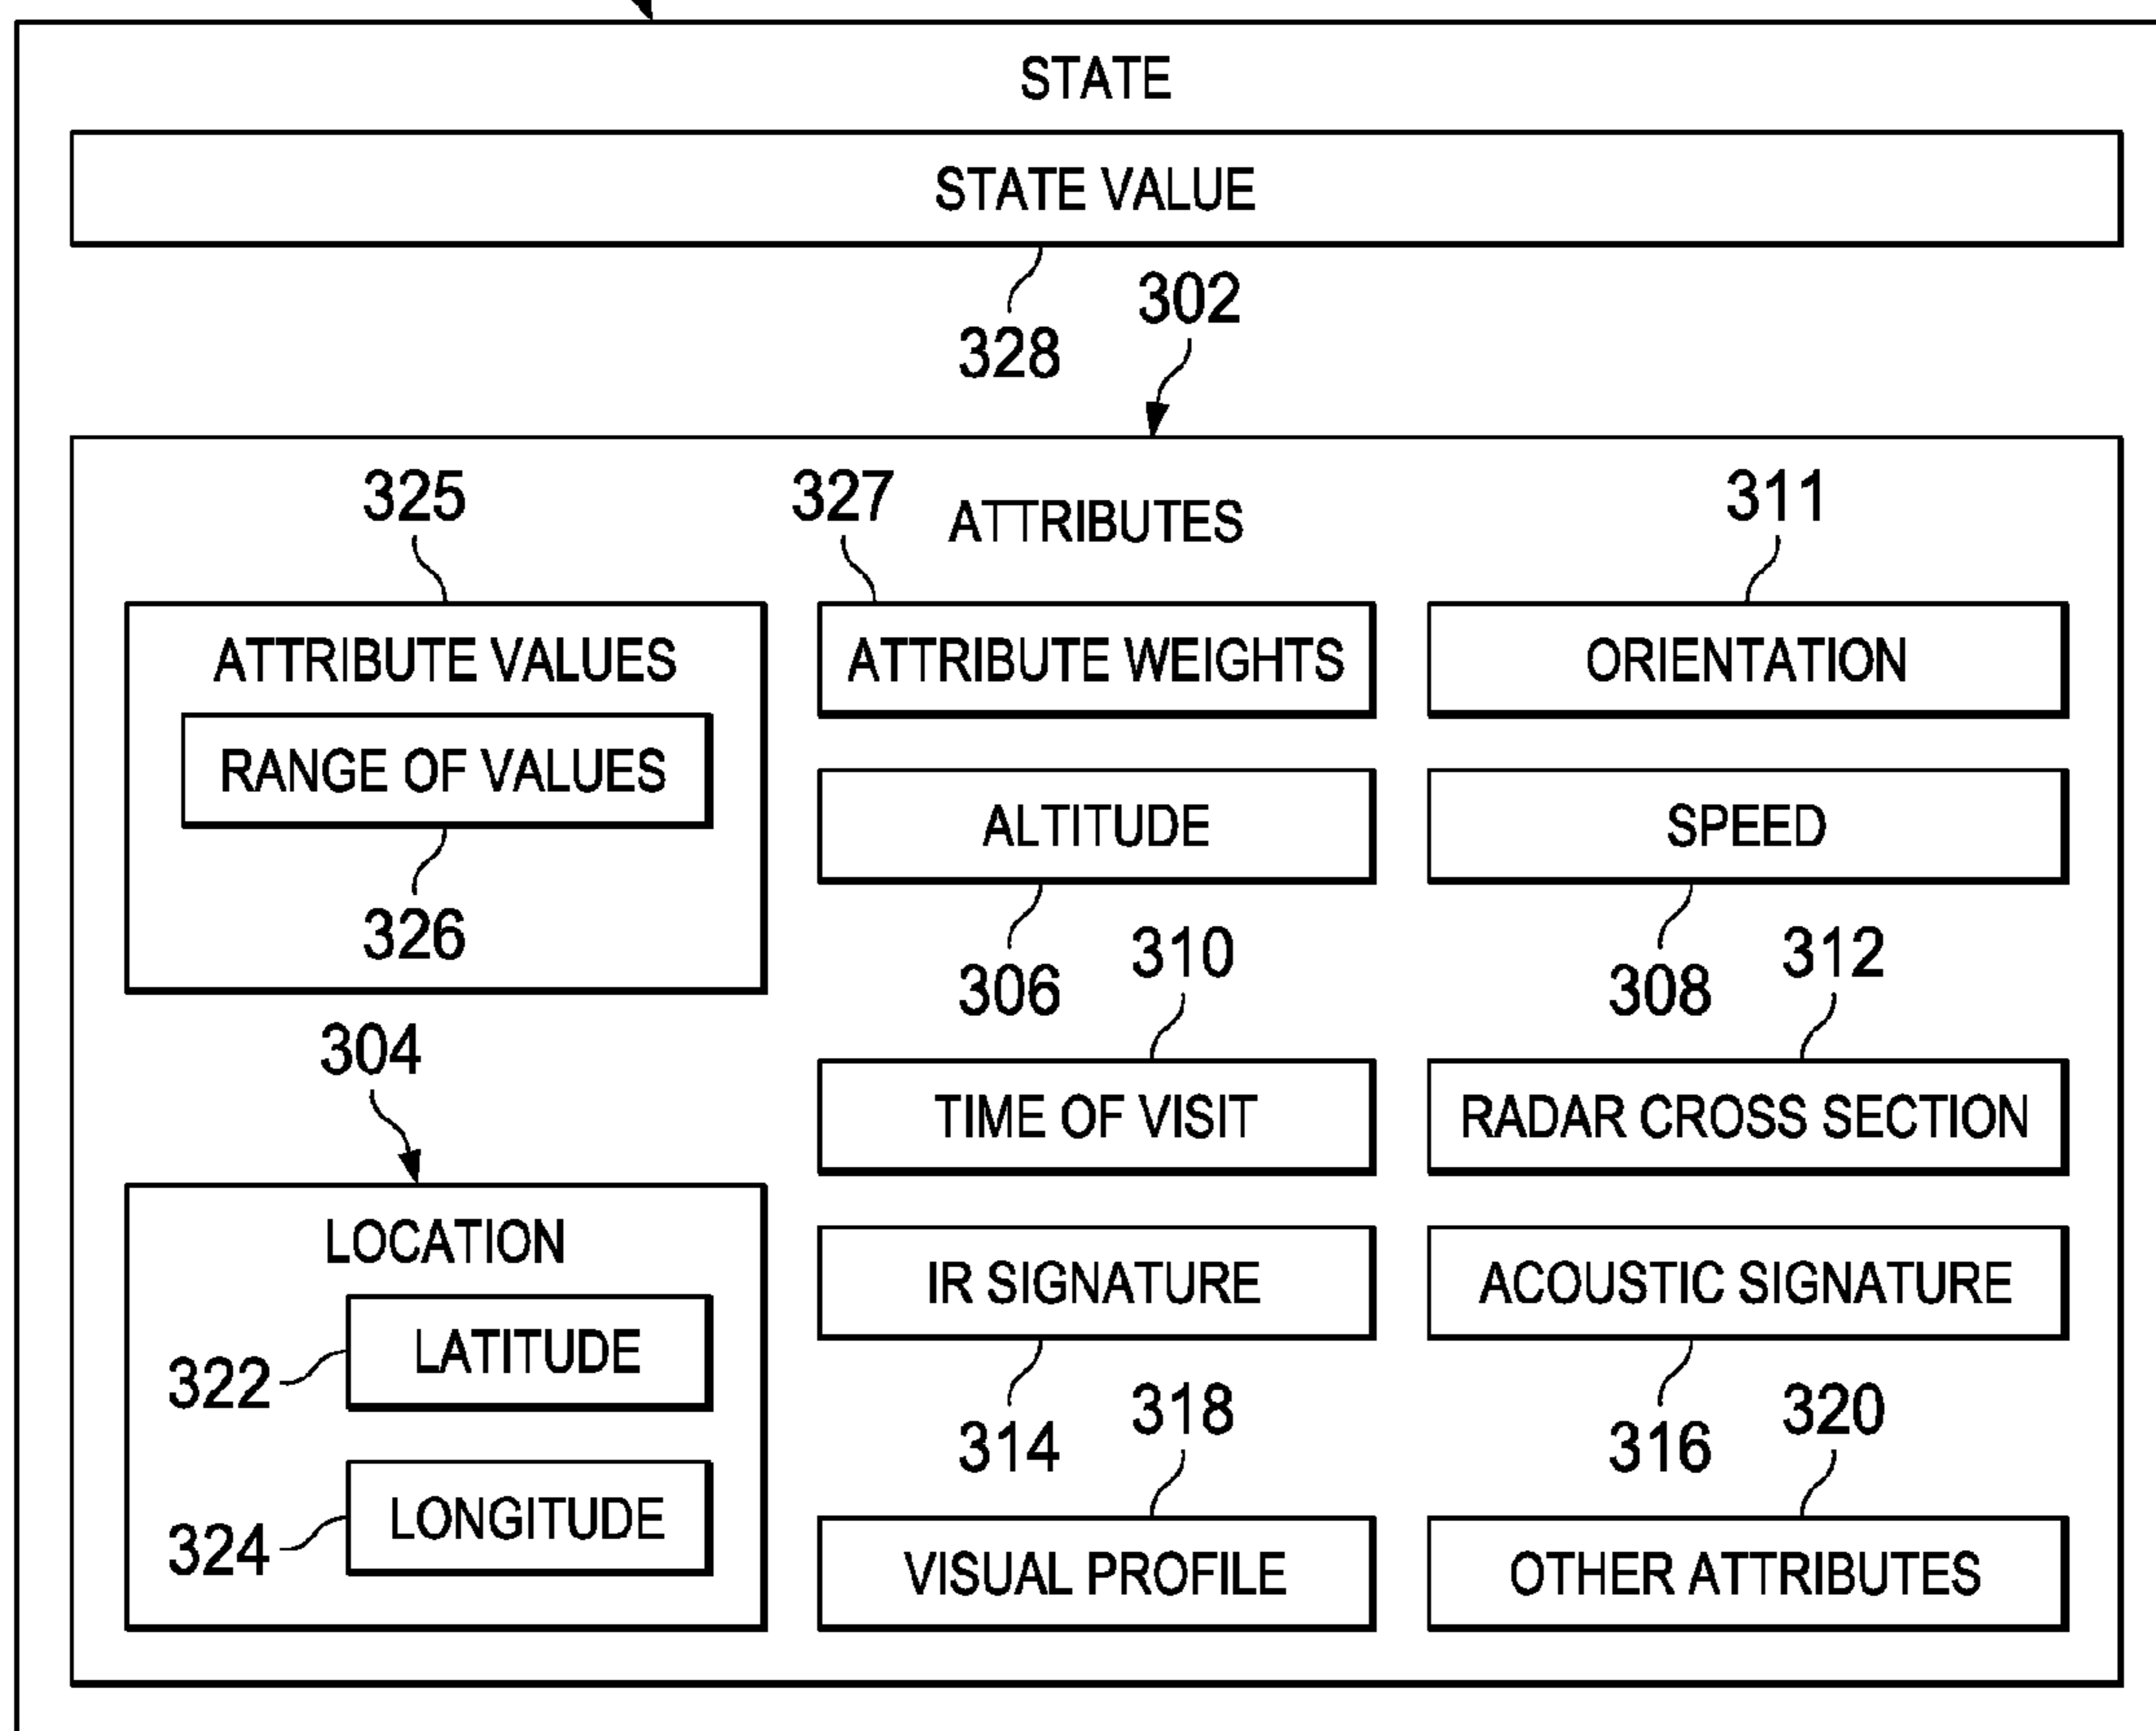 STATE
STATE VALUE
328
302
ATTRIBUTES
325
327
311
ATTRIBUTE VALUES
RANGE OF VALUES
326
ATTRIBUTE WEIGHTS
ORIENTATION
ALTITUDE
SPEED
306
310
308
312
304
TIME OF VISIT
RADAR CROSS SECTION
LOCATION
322
LATITUDE
324
LONGITUDE
IR SIGNATURE
ACOUSTIC SIGNATURE
314
318
316
320
VISUAL PROFILE
OTHER ATTRIBUTES